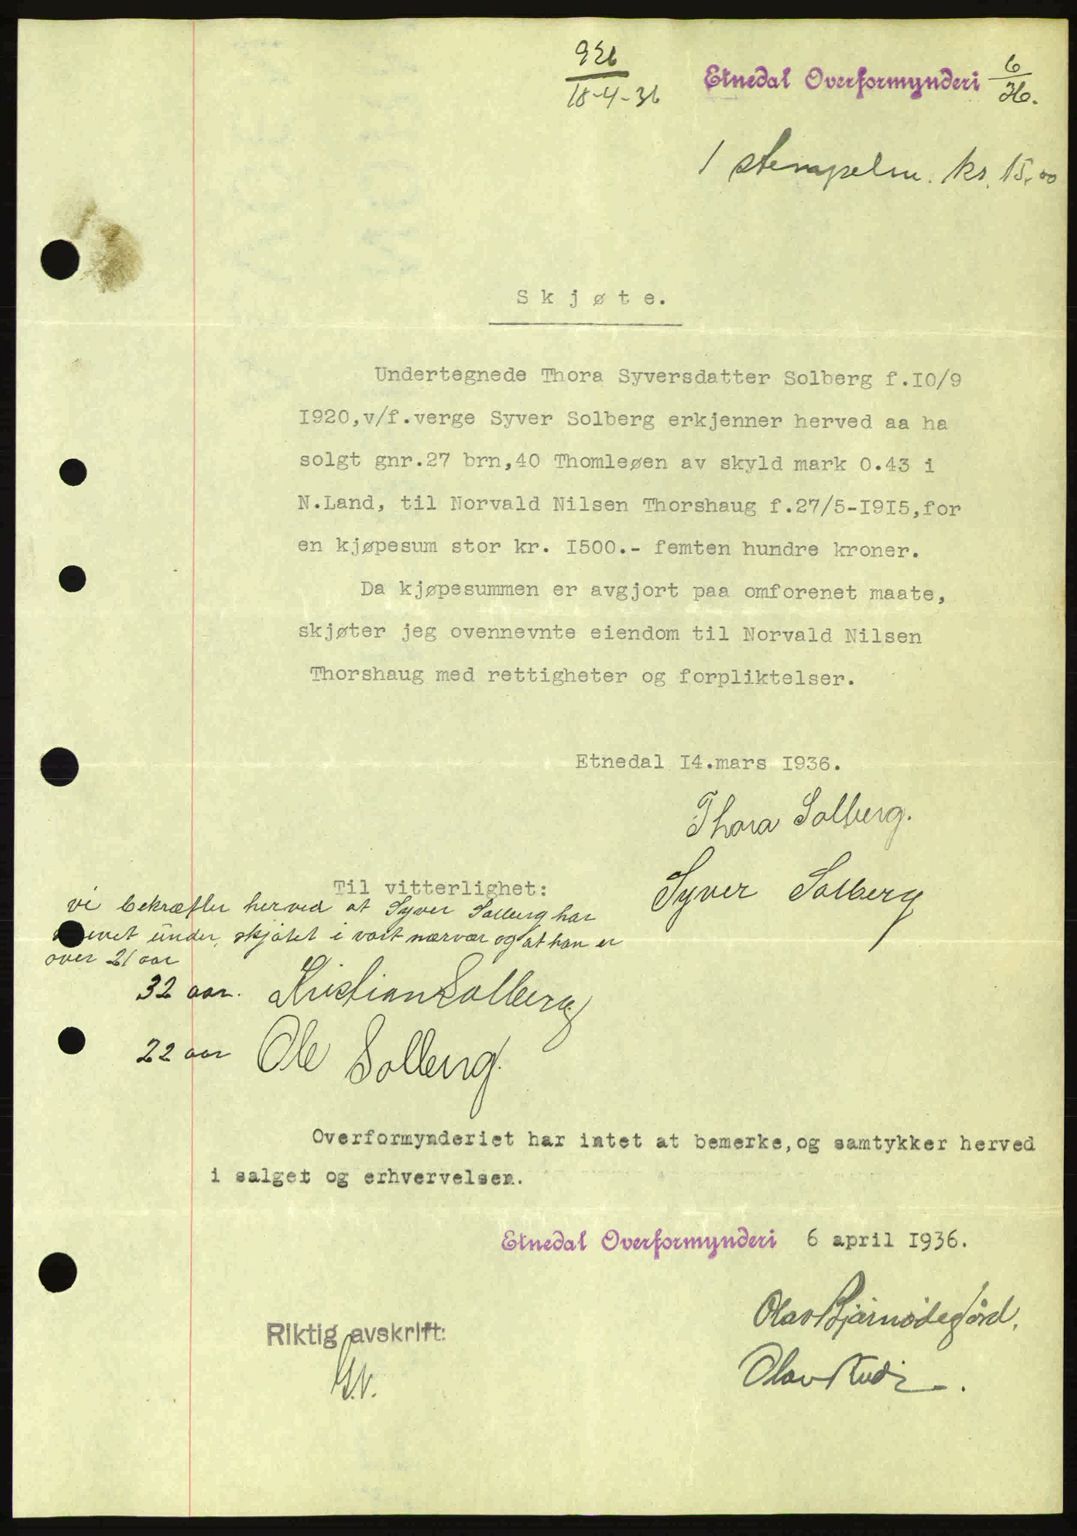 926
18-4-36
Etnedal Overformynderi 6/36.
1 stempelm. kr. 15,00
Skjøte.
Undertegnede Thora Syversdatter Solberg f.10/9
1920,v/f.verge Syver Solberg erkjenner herved aa ha
solgt gnr.27 brn,40 Thomleøen av skyld mark 0.43 i
N.Land, til Norvald Nilsen Thorshaug f.27/5-1915,for
en kjøpesum stor kr. 1500.- femten hundre kroner.
Da kjøpesummen er avgjort paa omforenet maate,
skjøter jeg ovennevnte eiendom til Norvald Nilsen
Thorshaug med rettigheter og forpliktelser.
Etnedal 14.mars 1936.
Thora Solberg.
Syver Solberg
Til vitterlighet:
vi bekræfter herved at Syver Solberg har
under skjøtet i vort nærvær og at han er
over 21 aar
32 aar. Kristian Solberg
22 aar Ole Solberg.
Overformynderiet har intet at bemerke,og samtykker herved
i salget og erhvervelsen.
Etnedal Overformynderi 6 april 1936.
Olav Bjørnødegård.
Riktig avskrift:
Olav